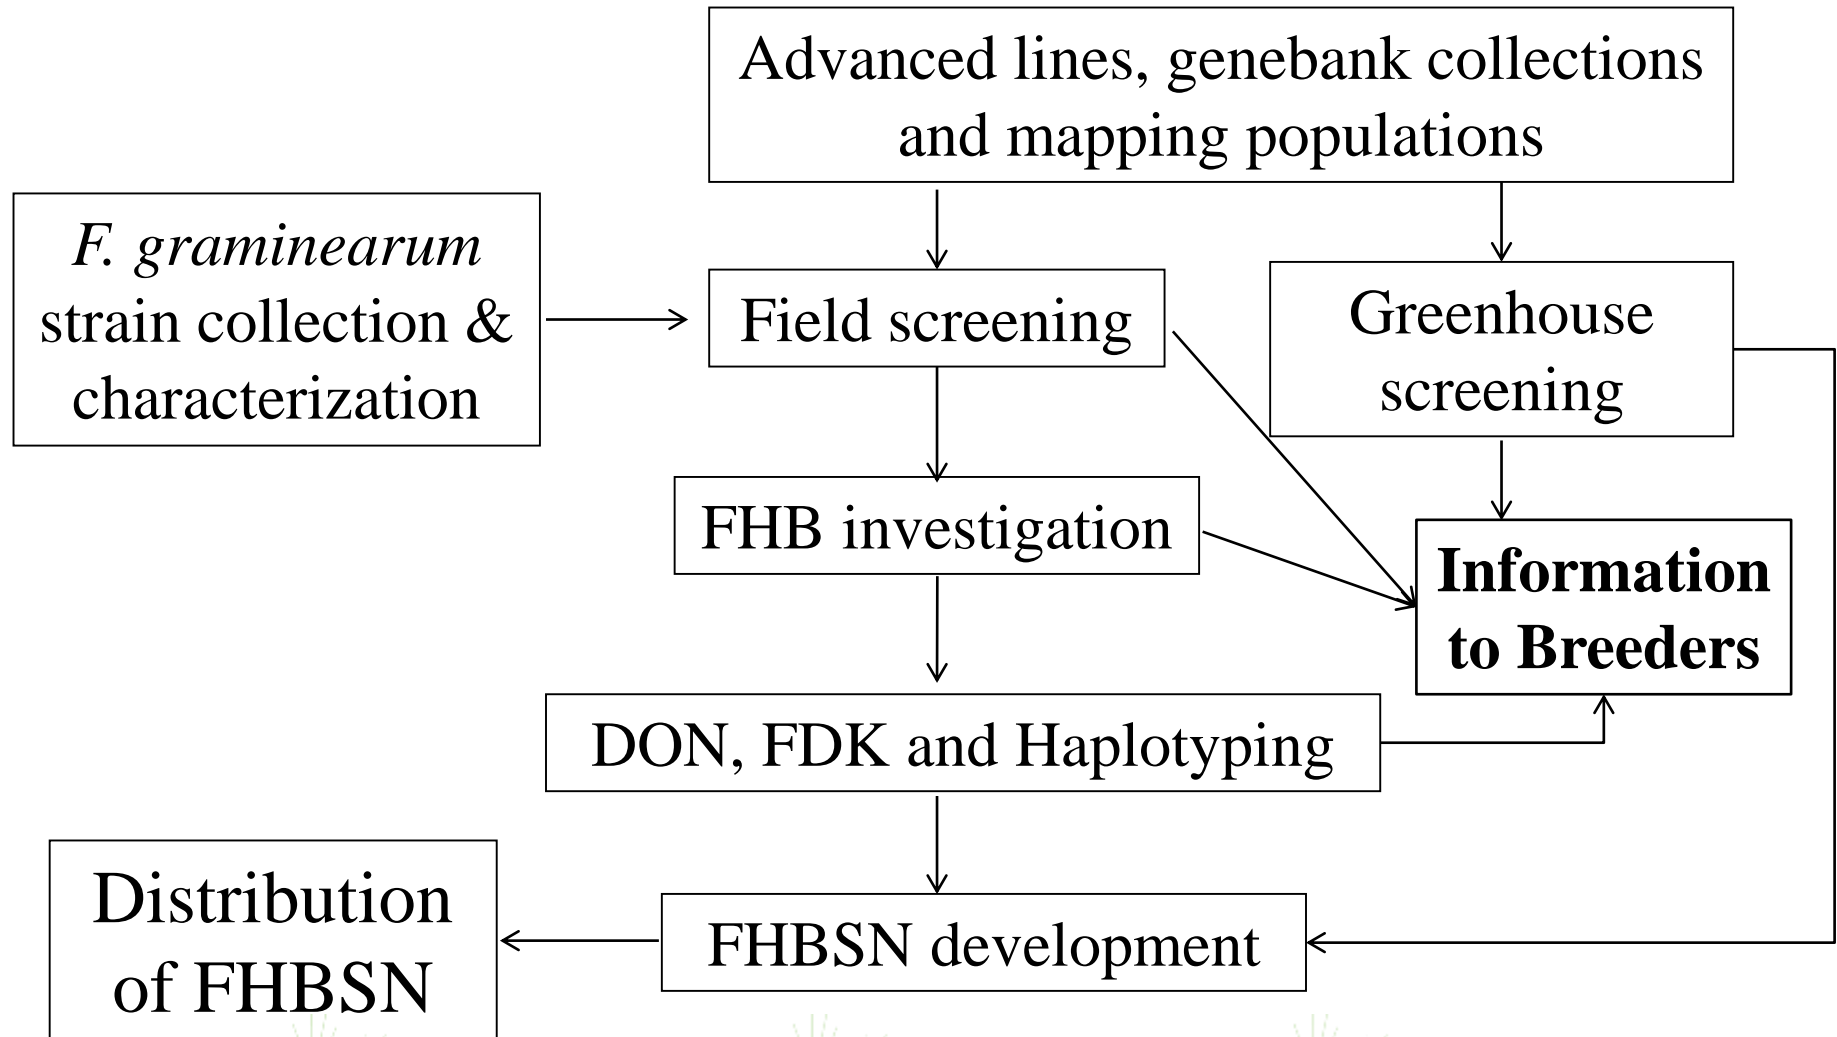 Advanced lines, genebank collections
and mapping populations
F. graminearum
strain collection &
characterization
Field screening
Greenhouse
screening
FHB investigation
Information
to Breeders
DON, FDK and Haplotyping
Distribution
of FHBSN
FHBSN development